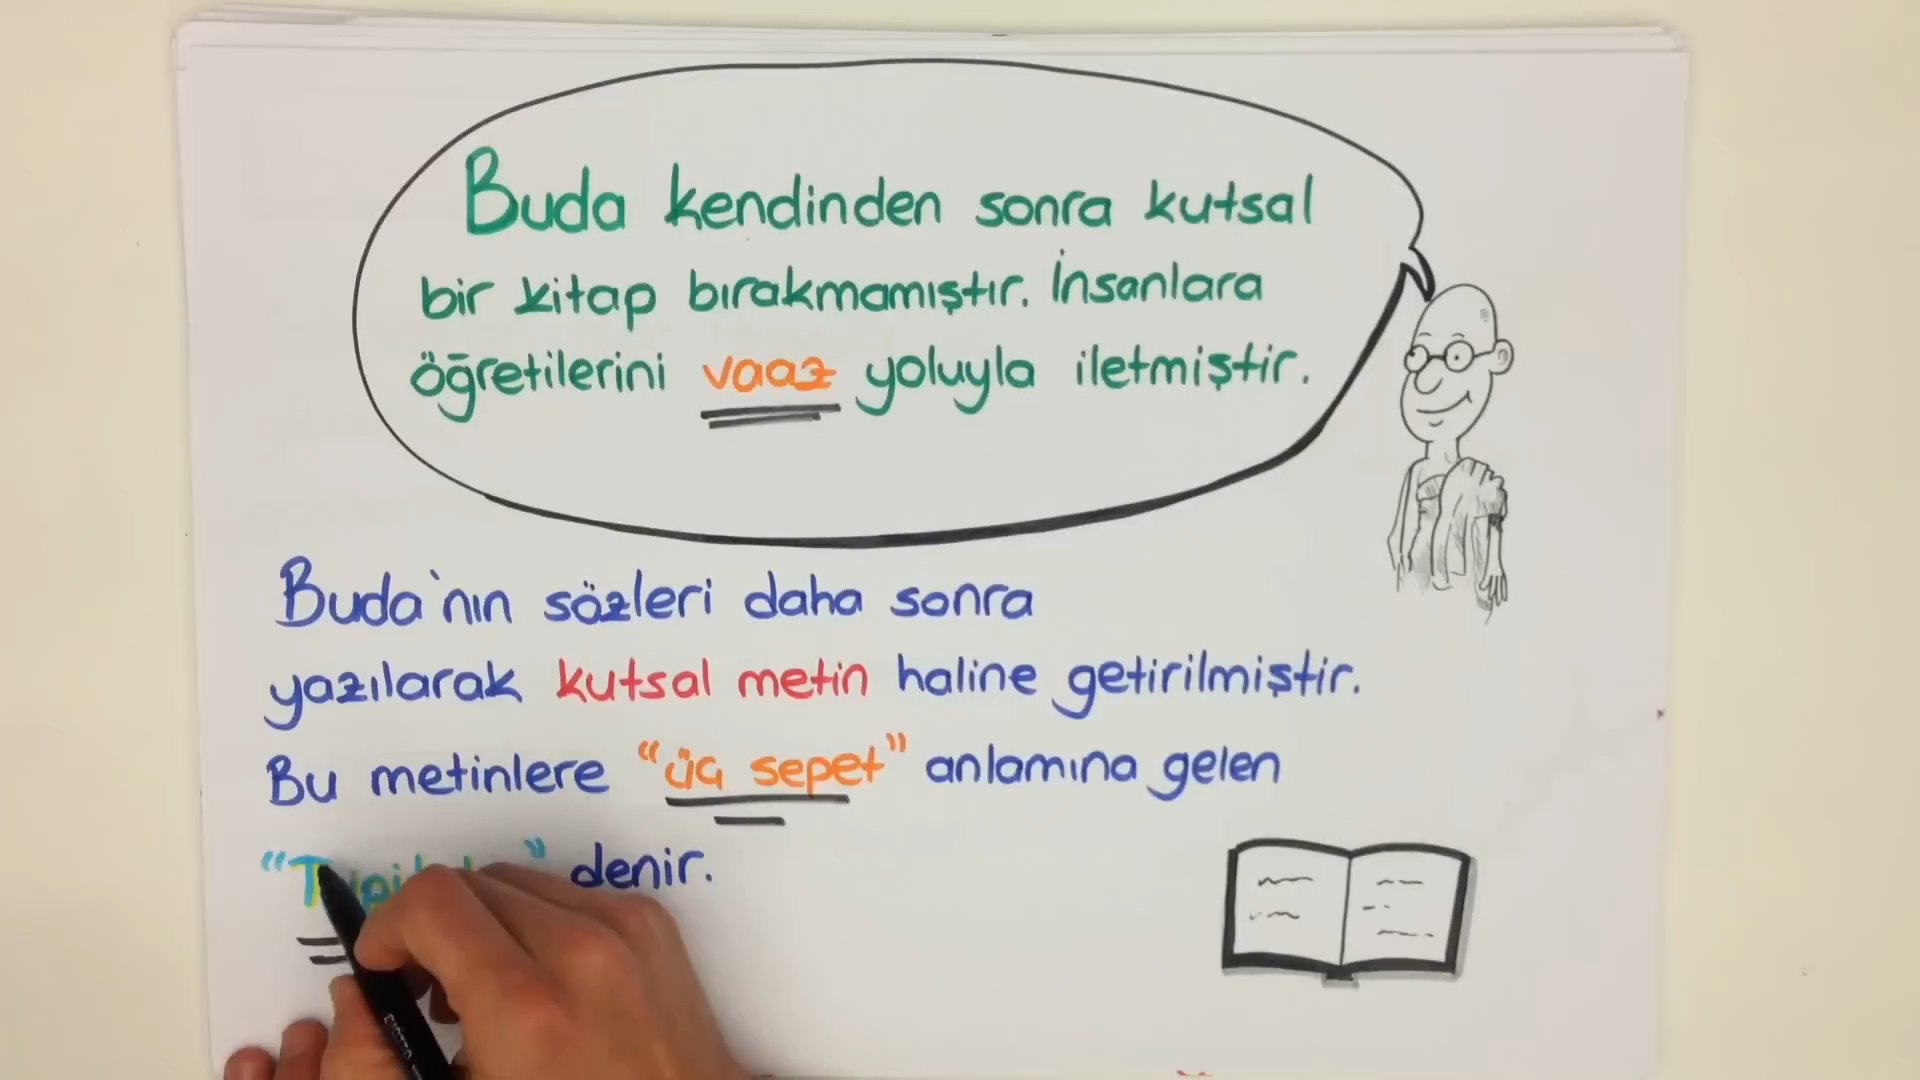 Buda kendinden sonra kutsal
bir kitap bırakmamıştır. İnsanlara
öğretilerini vaaz yoluyla iletmiştir.
Buda'nın sözleri daha sonra
yazılarak kutsal metin haline getirilmiştir.
Bu metinlere "üç sepet" anlamına gelen
denir.